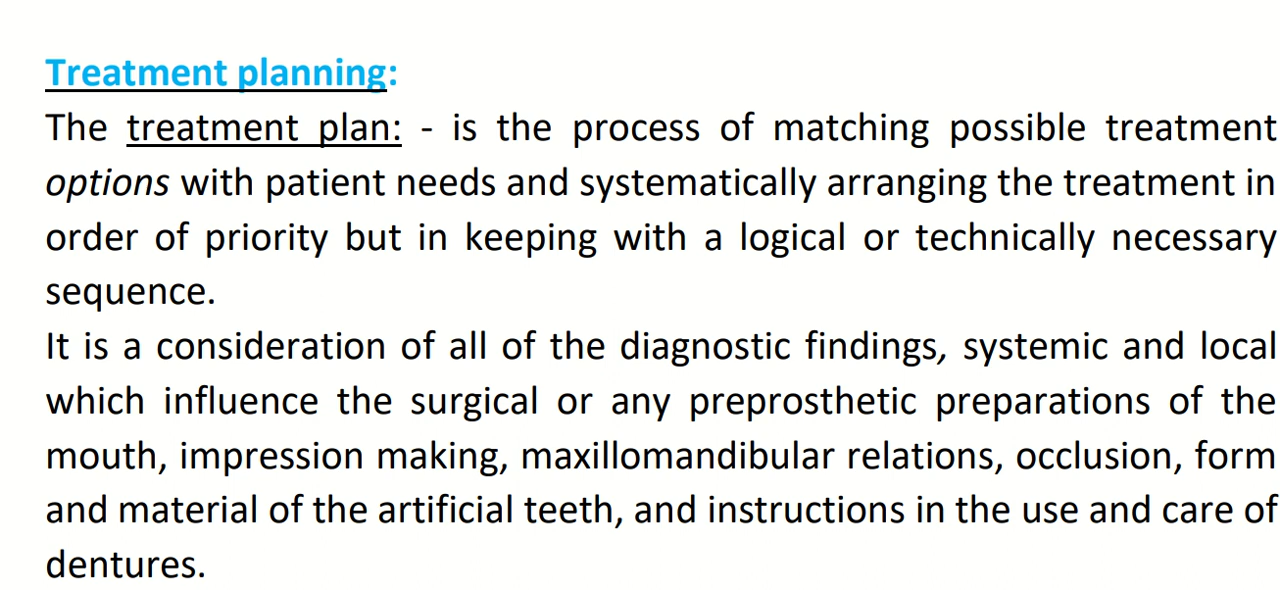 Treatment planning:
The treatment plan: - is the process of matching possible treatment
options with patient needs and systematically arranging the treatment in
order of priority but in keeping with a logical or technically necessary
sequence.
It is a consideration of all of the diagnostic findings, systemic and local
which influence the surgical or any preprosthetic preparations of the
mouth, impression making, maxillomandibular relations, occlusion, form
and material of the artificial teeth, and instructions in the use and care of
dentures.